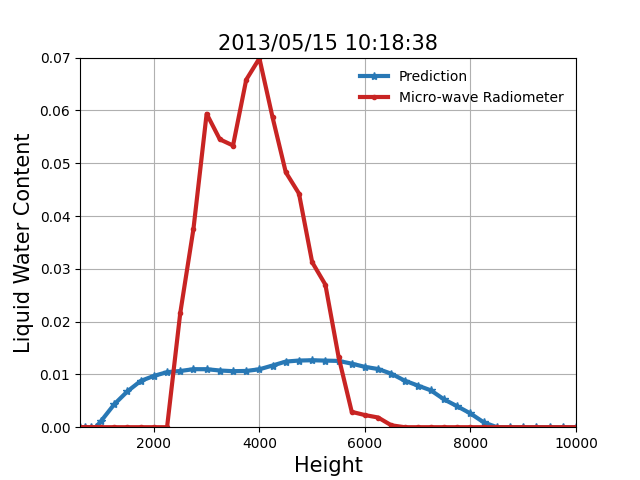 2013/05/15 10:18:38
Prediction
Micro-wave Radiometer
Liquid Water Content
0.07
0.06
0.05
0.04
0.03
0.02
0.01
0.00
2000 4000 6000 8000 10000
Height